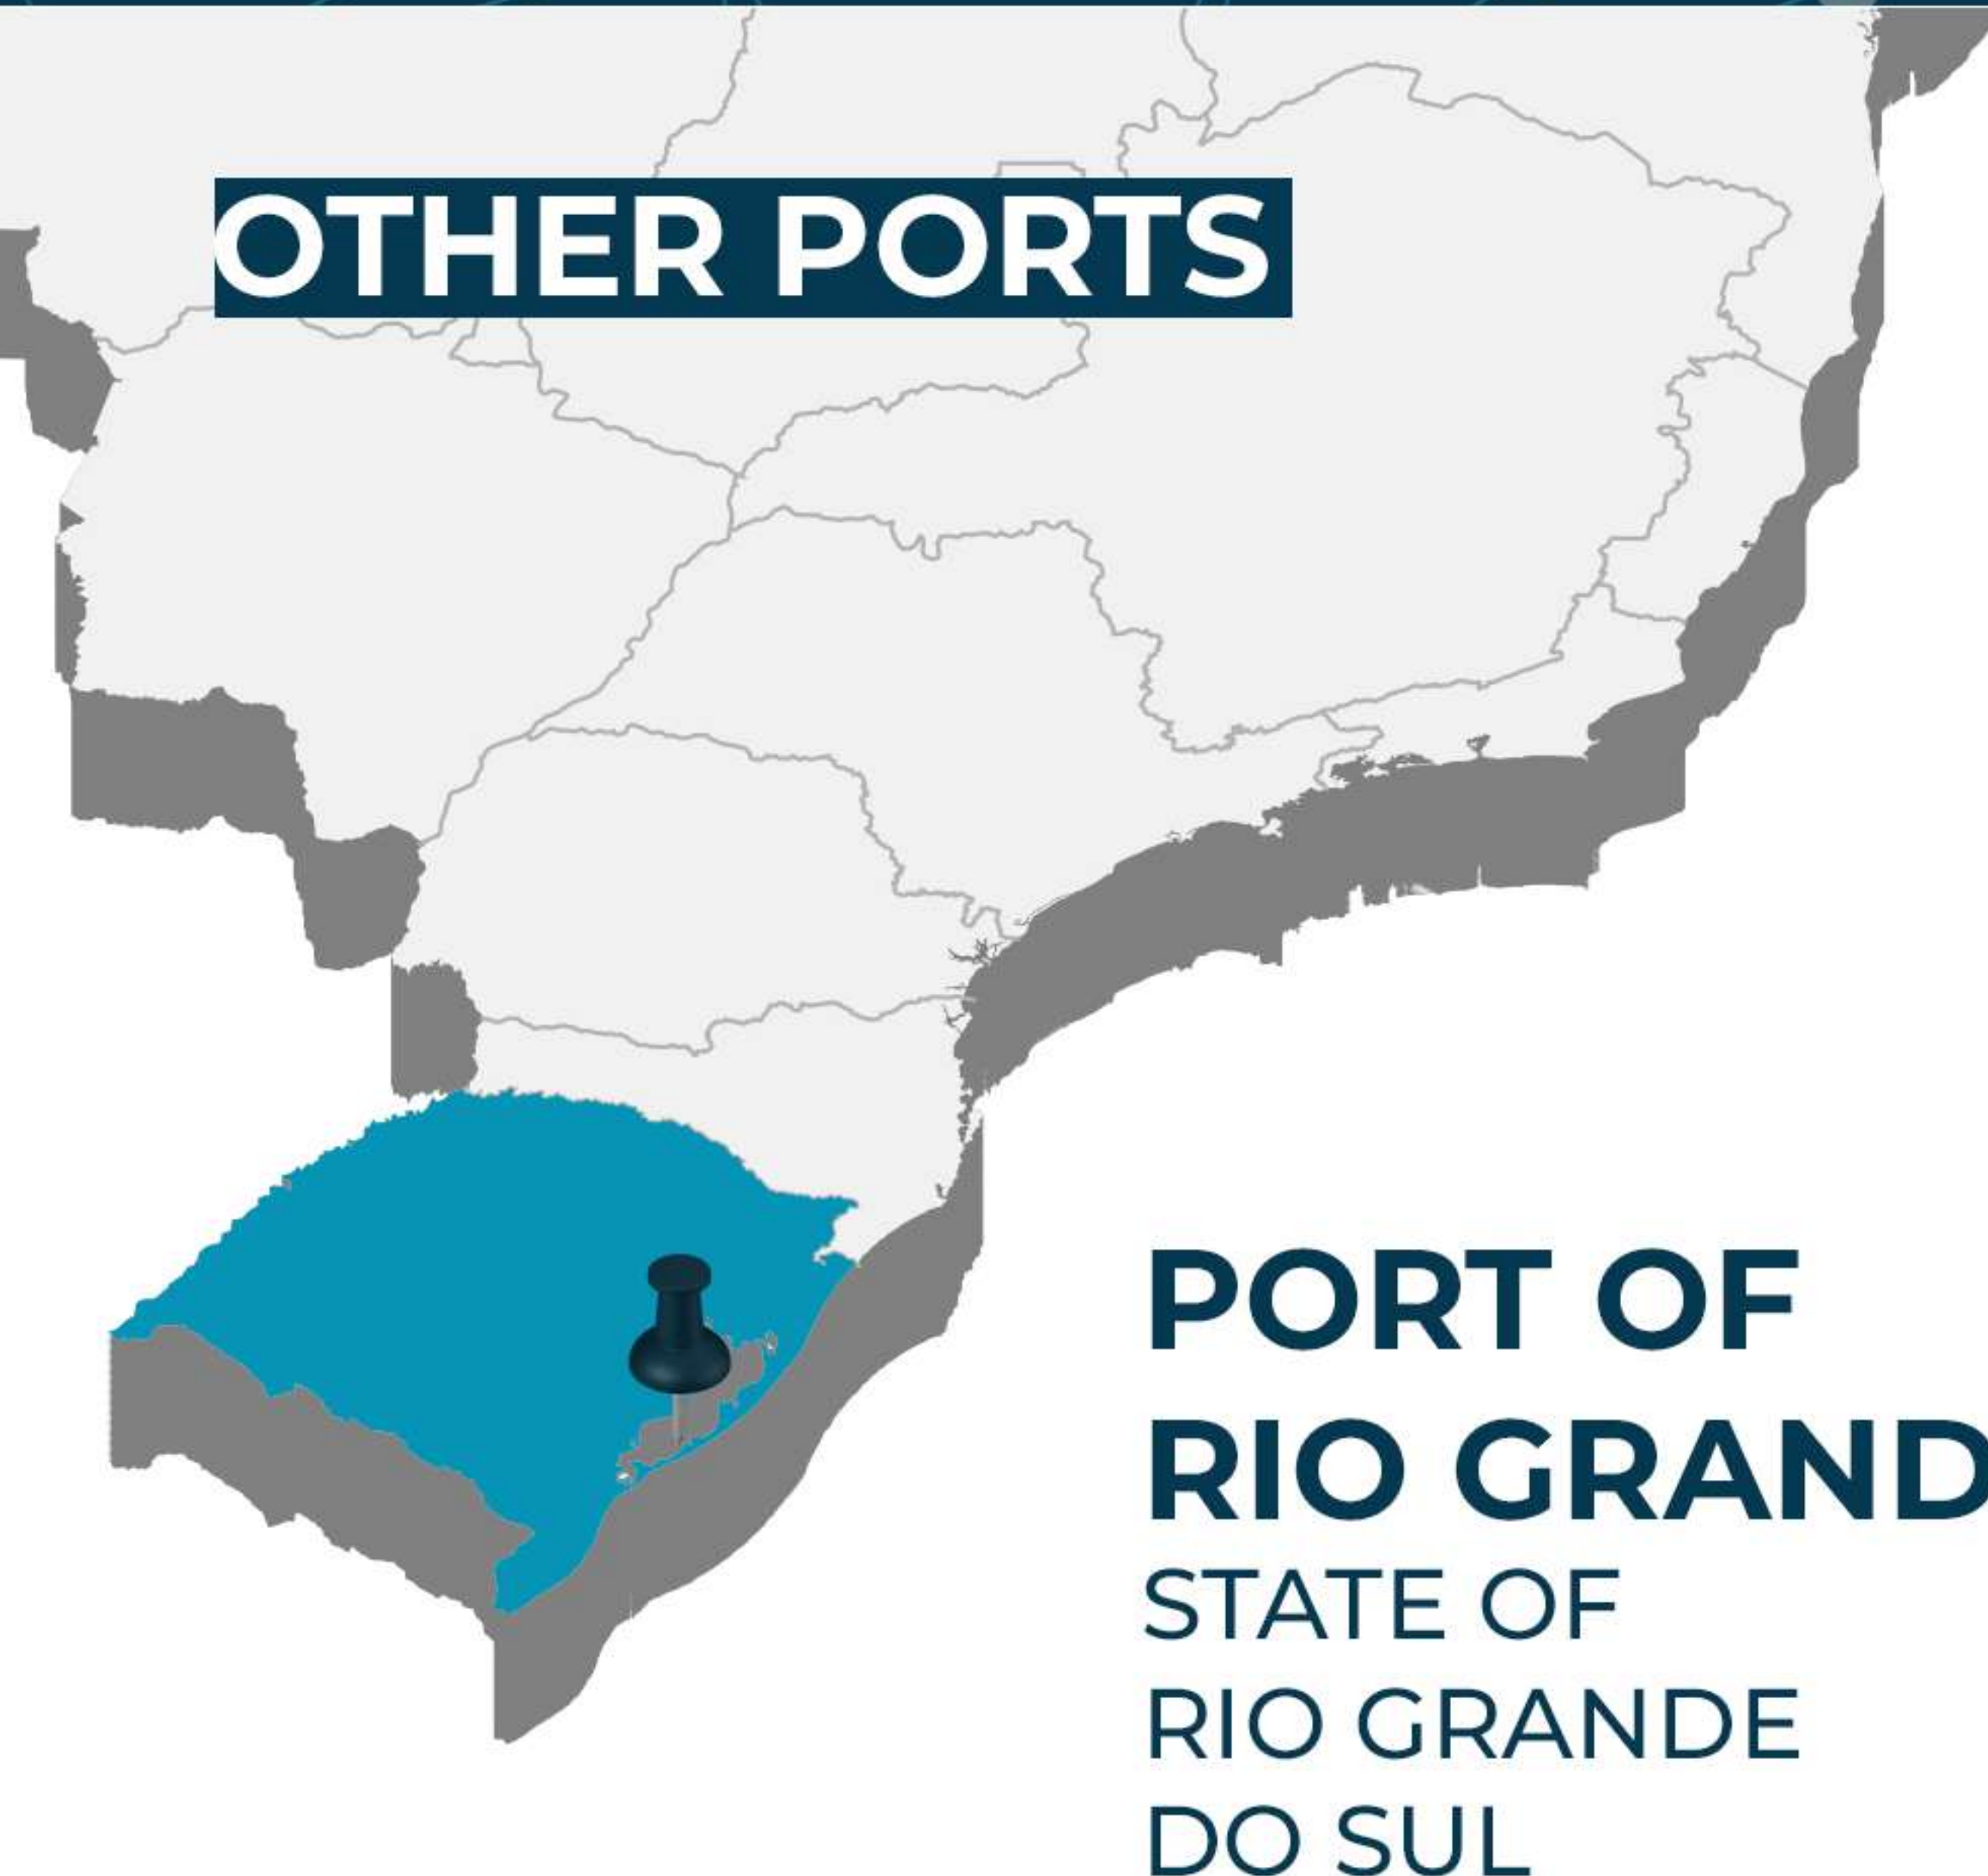 OTHER PORTS
PORT OF
RIO GRAND
STATE OF
RIO GRANDE
DO SUL